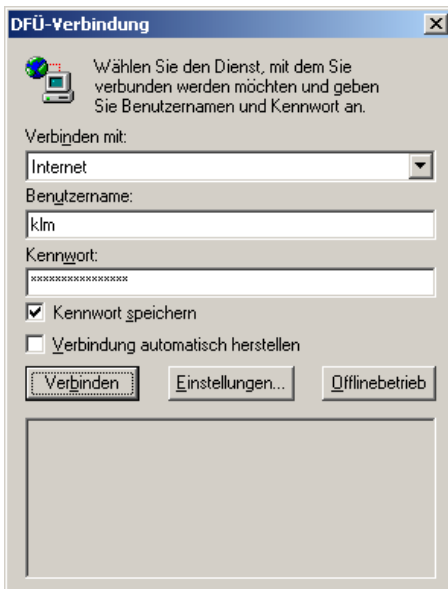 DFÜ-Verbindung
Wählen Sie den Dienst, mit dem Sie
verbunden werden möchten und geben
Sie Benutzernamen und Kennwort an.
Verbinden mit:
Internet
Benutzername:
klm
Kennwort:
××××××××××××××××
Kennwort speichern
Verbindung automatisch herstellen
Verbinden Einstellungen... Offlinebetrieb